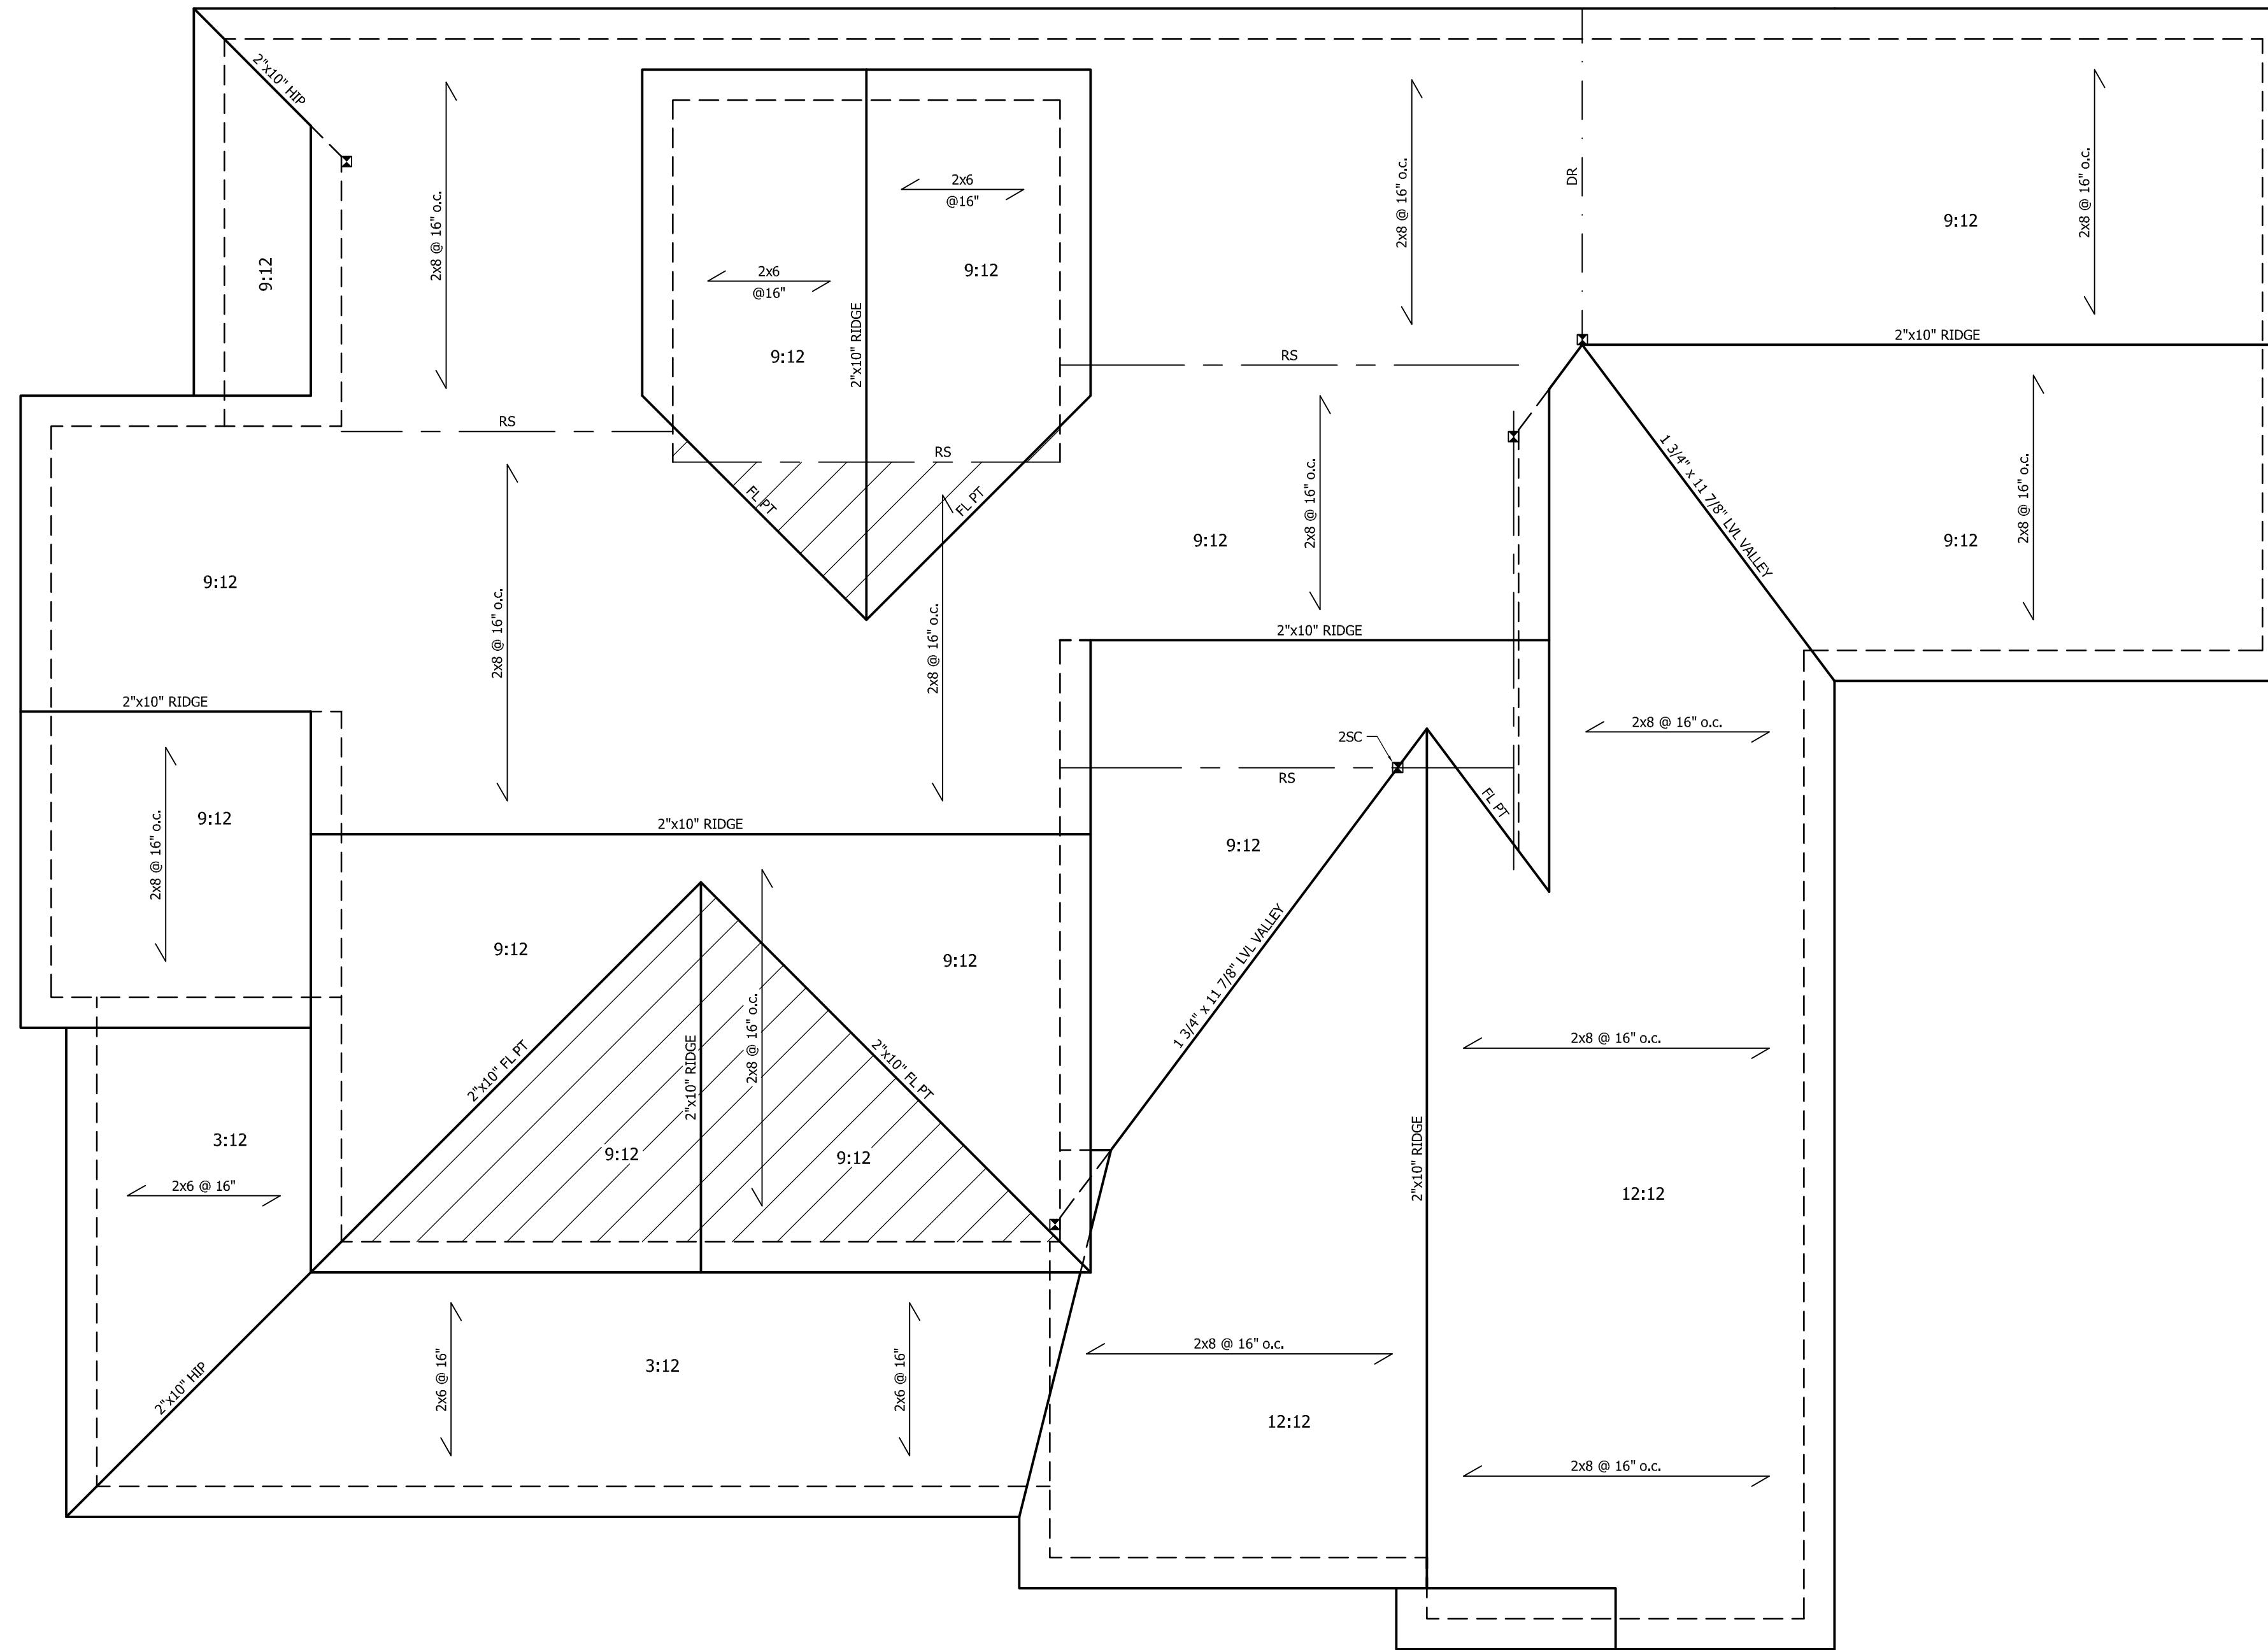 2"x10" HIP
9:12
2x8 @ 16" o.c.
2x6
@16"
2x6
@16"
9:12
9:12
2"x10" RIDGE
2x8 @ 16" o.c.
DR
2x8 @ 16" o.c.
9:12
2"x10" RIDGE
RS
RS
RS
FL PT
FL PT
9:12
2x8 @ 16" o.c.
2x8 @ 16" o.c.
2x8 @ 16" o.c.
9:12
1 3/4" x 11 7/8" LVL VALLEY
9:12
2x8 @ 16" o.c.
2"x10" RIDGE
2"x10" RIDGE
2x8 @ 16" o.c.
2SC
RS
FL PT
2x8 @ 16" o.c.
9:12
2"x10" RIDGE
9:12
9:12
9:12
1 3/4" x 11 7/8" LVL VALLEY
2x8 @ 16" o.c.
2x8 @ 16" o.c.
2"x10" FL PT
2"x10" RIDGE
2"x10" FL PT
3:12
9:12
9:12
2x6 @ 16"
2"x10" RIDGE
12:12
2"x10" HIP
2x6 @ 16"
3:12
2x6 @ 16"
2x8 @ 16" o.c.
12:12
2x8 @ 16" o.c.